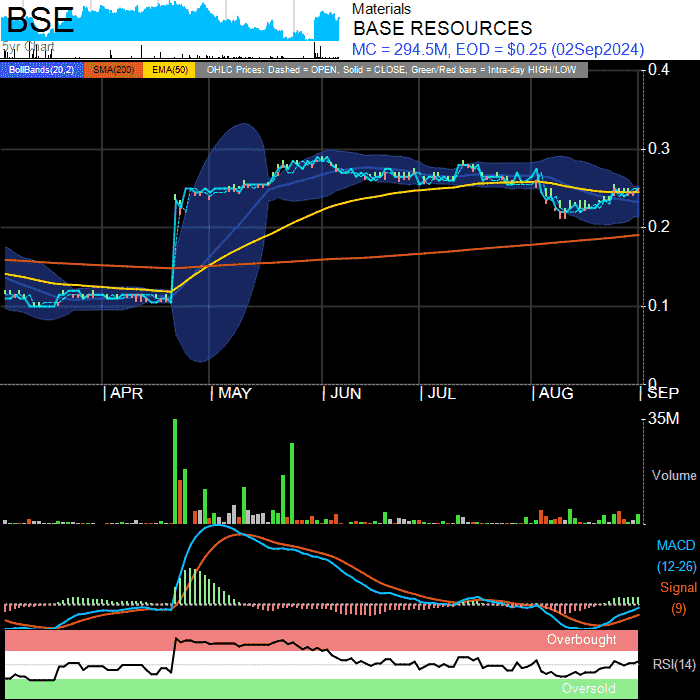 BSE
5yr Chart
Materials
BASE RESOURCES
MC = 294.5M, EOD = $0.25 (02Sep2024)
BollBands(20,2) SMA(200) EMA(50) OHLC Prices: Dashed = OPEN, Solid = CLOSE, Green/Red bars = Intra-day HIGH/LOW
0.4
0.3
0.2
0.1
0
APR MAY JUN JUL AUG SEP
35M
Volume
MACD
(12-26)
Signal
(9)
Overbought
RSI(14)
Oversold